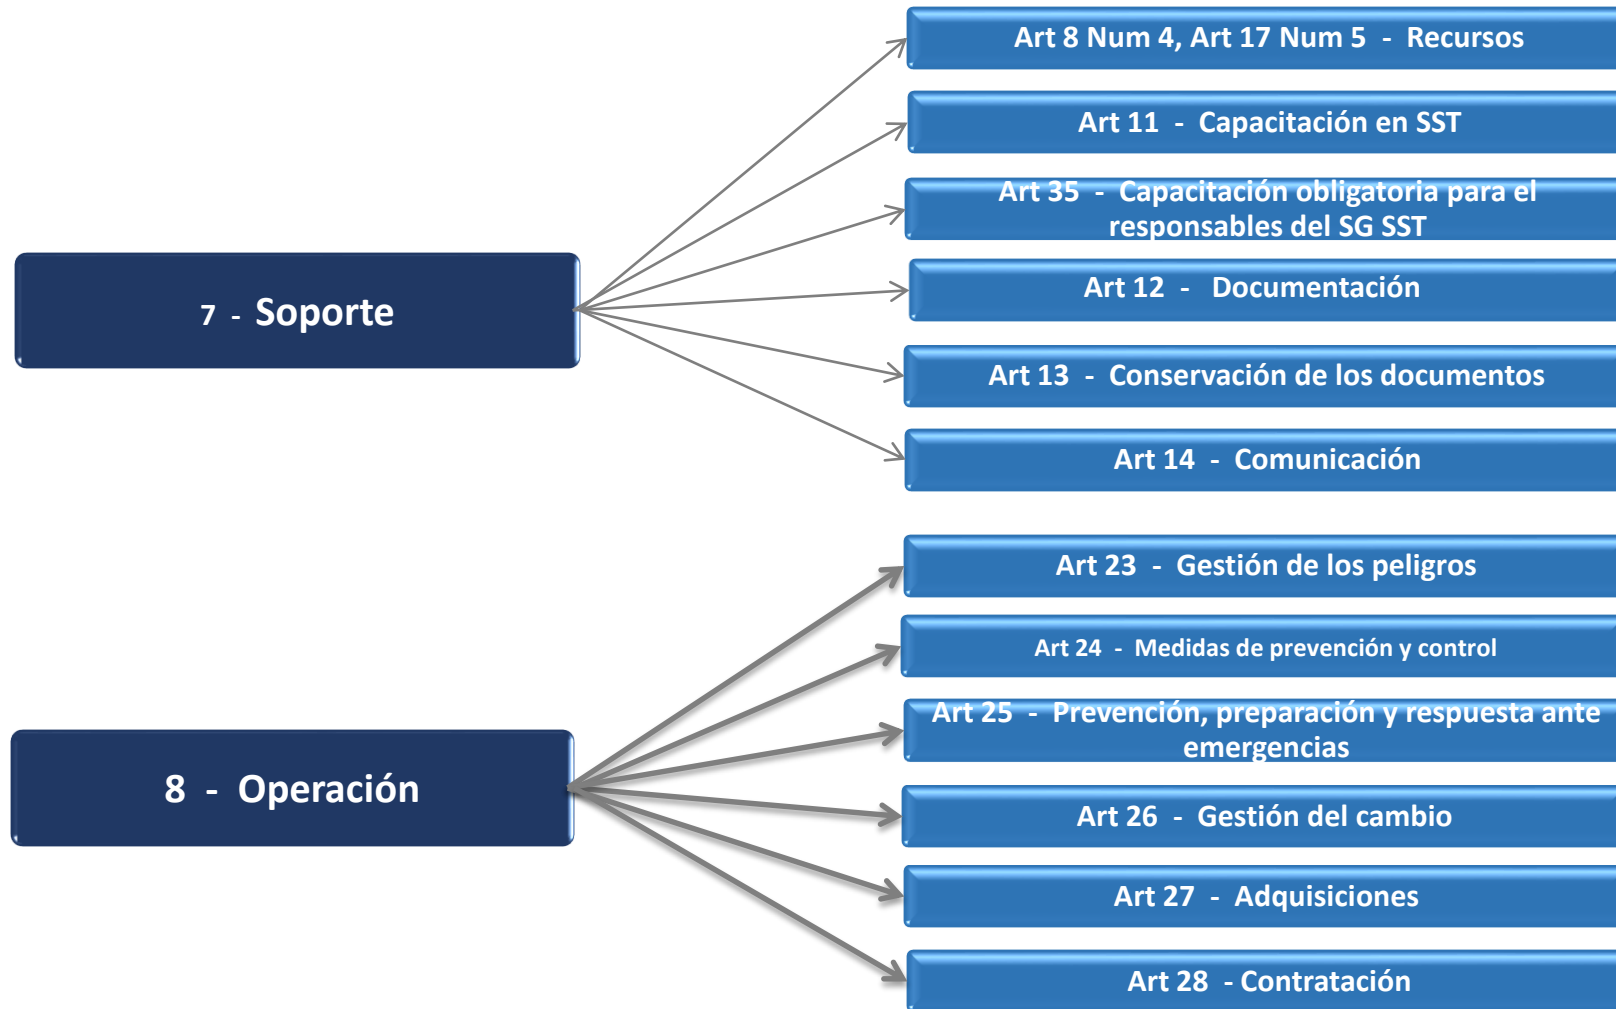 Art 8 Num 4, Art 17 Num 5 - Recursos
Art 11 - Capacitación en SST
Art 35 - Capacitación obligatoria para el
responsables del SG SST
7 - Soporte
Art 12 - Documentación
Art 13 - Conservación de los documentos
Art 14 - Comunicación
Art 23 - Gestión de los peligros
Art 24 - Medidas de prevención y control
Art 25 - Prevención, preparación y respuesta ante
emergencias
8 - Operación
Art 26 - Gestión del cambio
Art 27 - Adquisiciones
Art 28 - Contratación